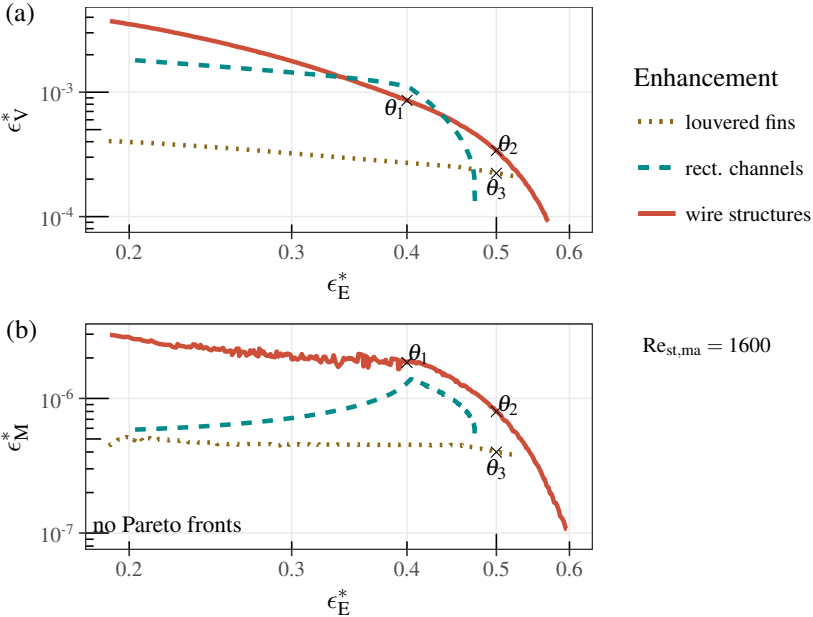 (a)
ϵ*V
10-3
10-4
θ1
θ2
θ3
0.2 0.3 0.4 0.5 0.6
ϵ*E
Enhancement
louvered fins
rect. channels
wire structures
(b)
ϵ*M
10-6
10-7
θ1
θ2
θ3
no Pareto fronts
0.2 0.3 0.4 0.5 0.6
ϵ*E
Rest,ma = 1600